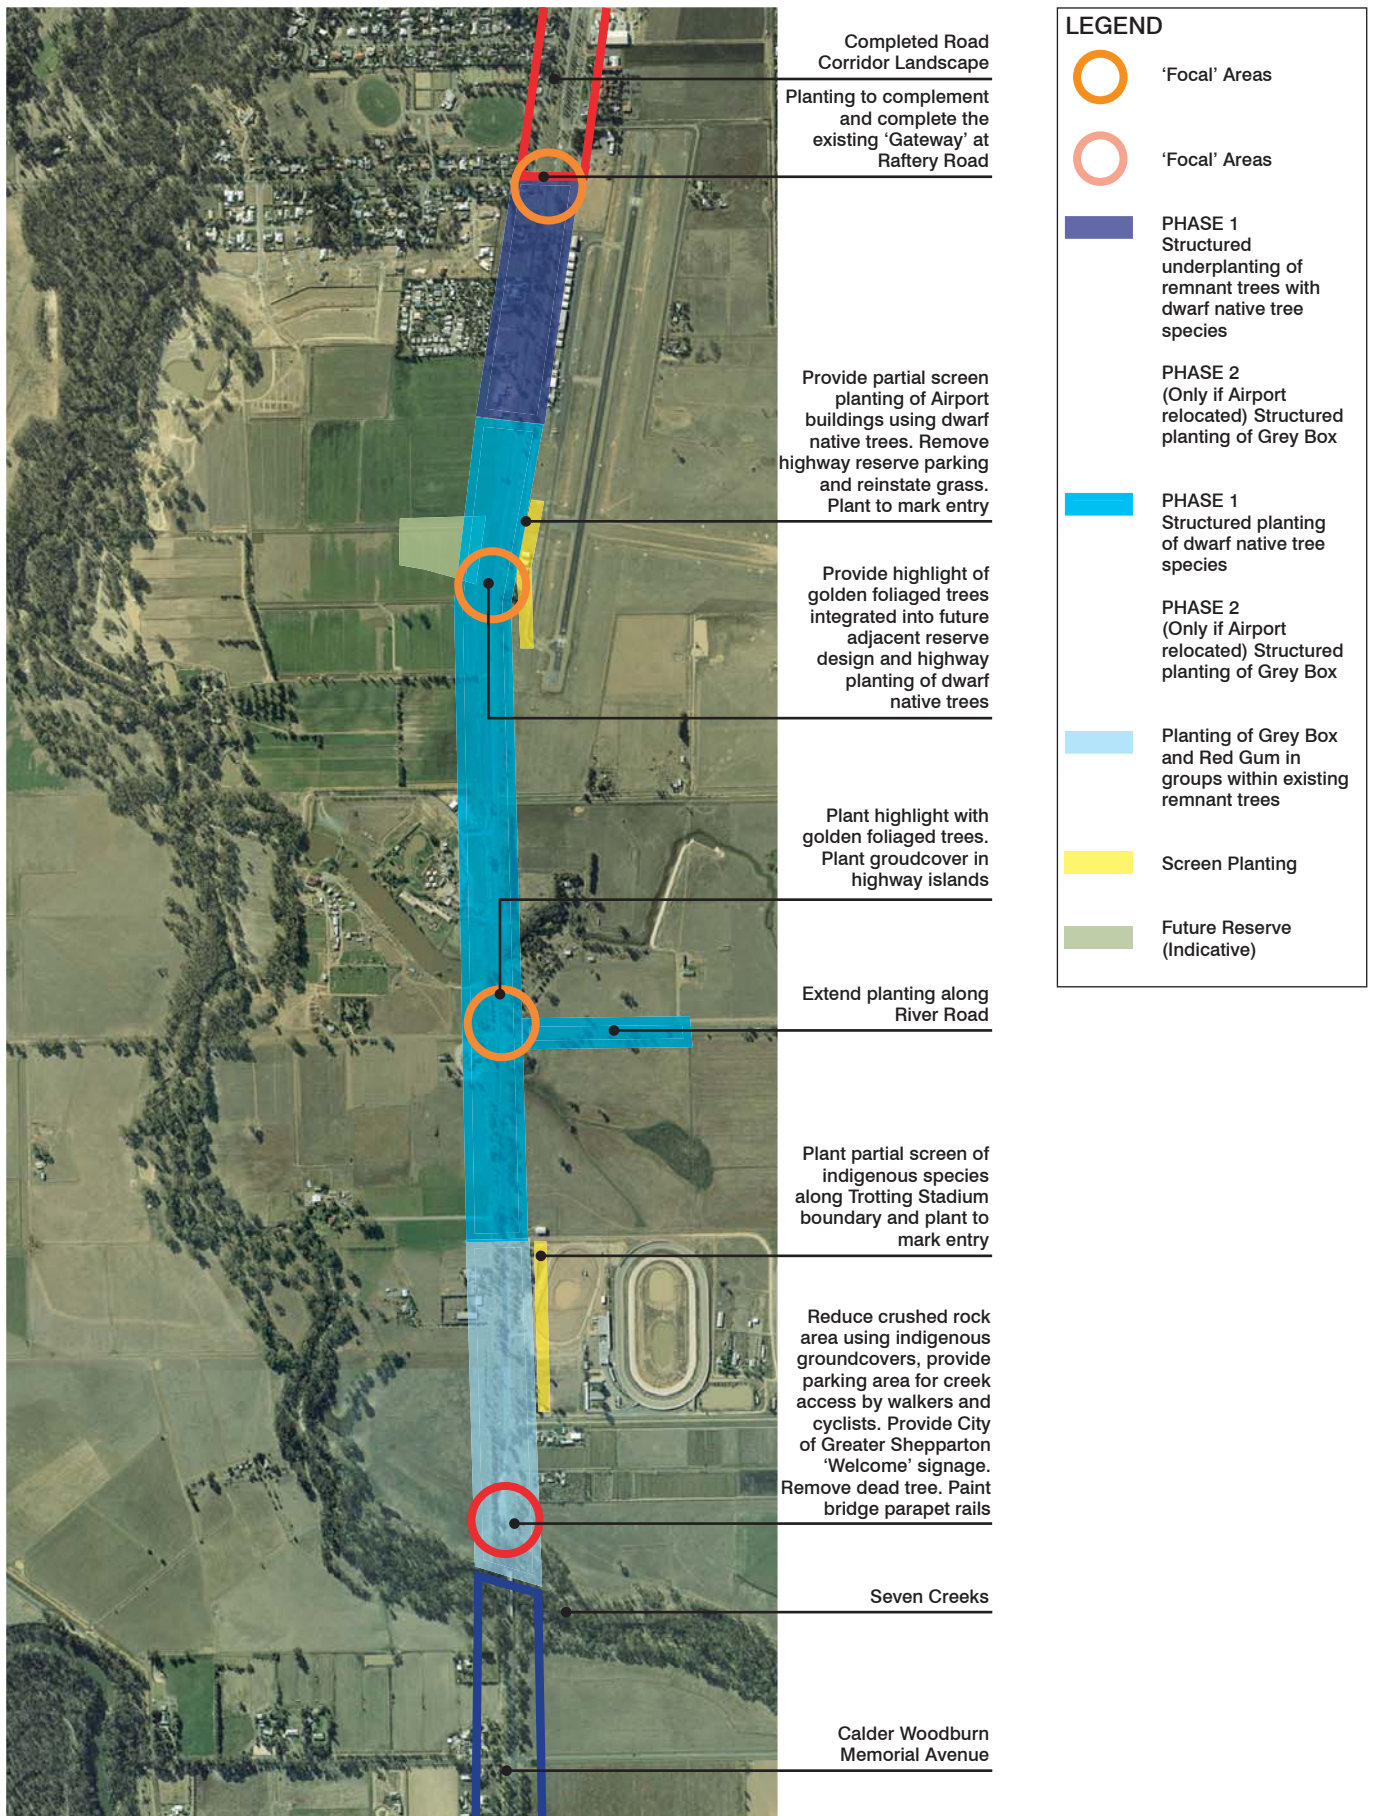 Completed Road
Corridor Landscape
Planting to complement
and complete the
existing ‘Gateway’ at
Raftery Road
Provide partial screen
planting of Airport
buildings using dwarf
native trees. Remove
highway reserve parking
and reinstate grass.
Plant to mark entry
Provide highlight of
golden foliaged trees
integrated into future
adjacent reserve
design and highway
planting of dwarf
native trees
Plant highlight with
golden foliaged trees.
Plant groudcover in
highway islands
Extend planting along
River Road
Plant partial screen of
indigenous species
along Trotting Stadium
boundary and plant to
mark entry
Reduce crushed rock
area using indigenous
groundcovers, provide
parking area for creek
access by walkers and
cyclists. Provide City
of Greater Shepparton
‘Welcome’ signage.
Remove dead tree. Paint
bridge parapet rails
Seven Creeks
Calder Woodburn
Memorial Avenue
LEGEND
‘Focal’ Areas
‘Focal’ Areas
PHASE 1
Structured
underplanting of
remnant trees with
dwarf native tree
species
PHASE 2
(Only if Airport
relocated) Structured
planting of Grey Box
PHASE 1
Structured planting
of dwarf native tree
species
PHASE 2
(Only if Airport
relocated) Structured
planting of Grey Box
Planting of Grey Box
and Red Gum in
groups within existing
remnant trees
Screen Planting
Future Reserve
(Indicative)